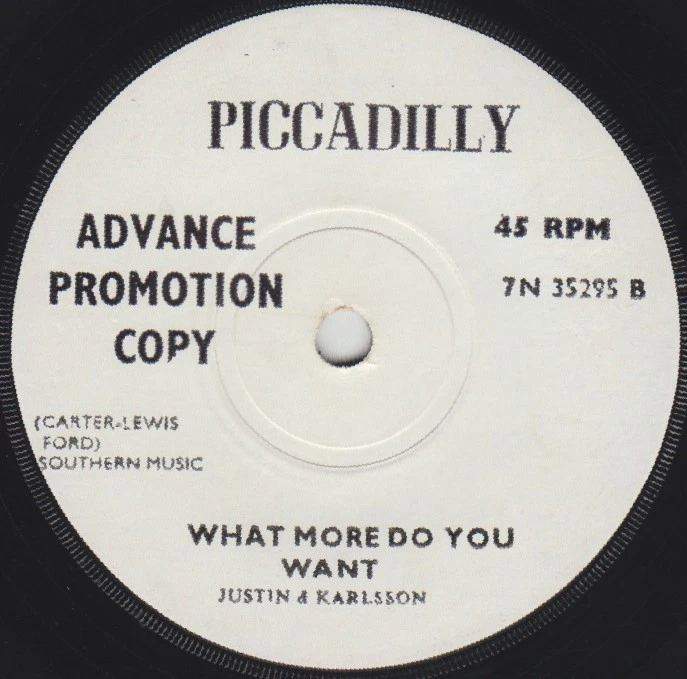 PICCADILLY
ADVANCE
PROMOTION
COPY
45 RPM
7N 35295 B
(CARTER-LEWIS
FORD)
SOUTHERN MUSIC
WHAT MORE DO YOU
WANT
JUSTIN & KARLSSON